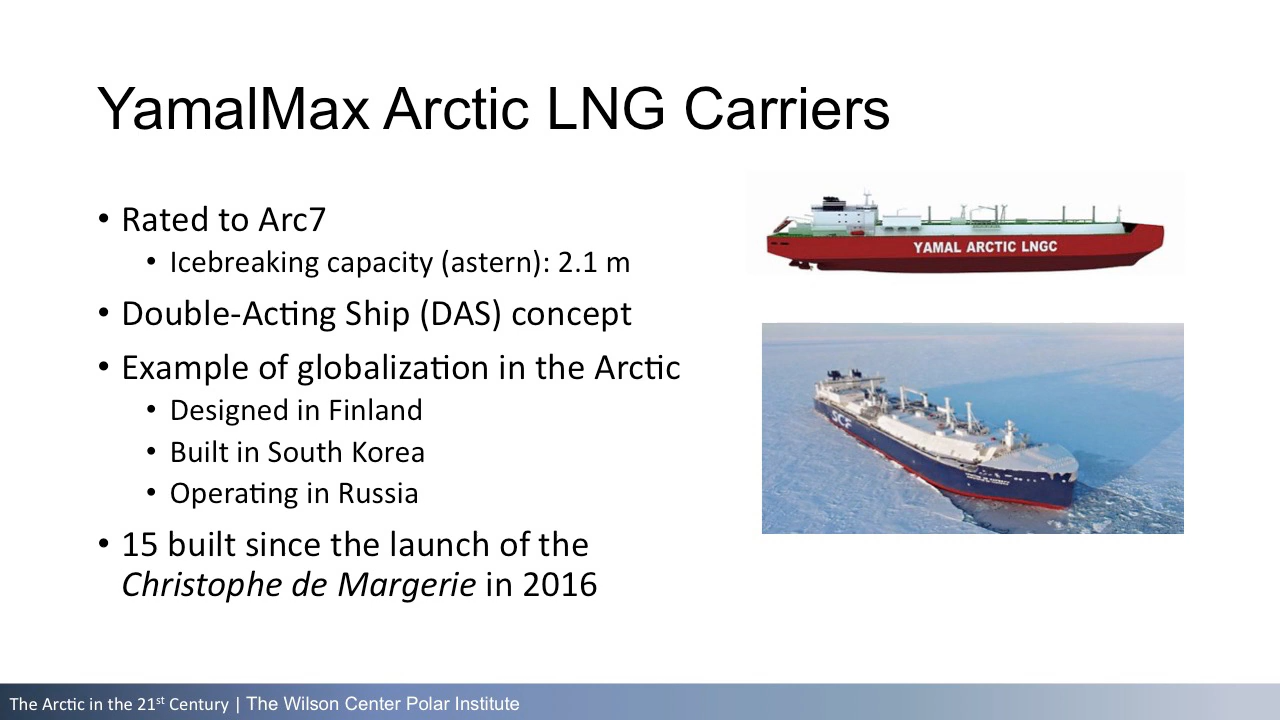 YamalMax Arctic LNG Carriers
• Rated to Arc7
• Icebreaking capacity (astern): 2.1 m
• Double-Acting Ship (DAS) concept
• Example of globalization in the Arctic
• Designed in Finland
• Built in South Korea
• Operating in Russia
• 15 built since the launch of the
Christophe de Margerie in 2016
YAMAL ARCTIC LNGC
SCF
The Arctic in the 21st Century | The Wilson Center Polar Institute